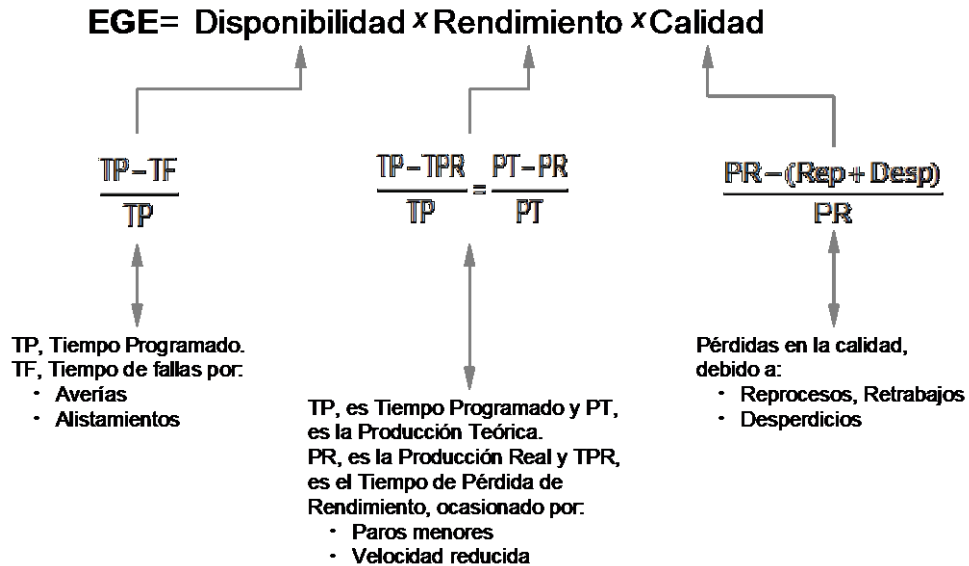 EGE= Disponibilidad x Rendimiento x Calidad
TP-TF
TP
TP-TPR
TP
=
PT-PR
PT
PR-(Rep+Desp)
PR
TP, Tiempo Programado.
TF, Tiempo de fallas por:
· Averías
· Alistamientos
TP, es Tiempo Programado y PT,
es la Producción Teórica.
PR, es la Producción Real y TPR,
es el Tiempo de Pérdida de
Rendimiento, ocasionado por:
· Paros menores
· Velocidad reducida
Pérdidas en la calidad,
debido a:
· Reprocesos, Retrabajos
· Desperdicios